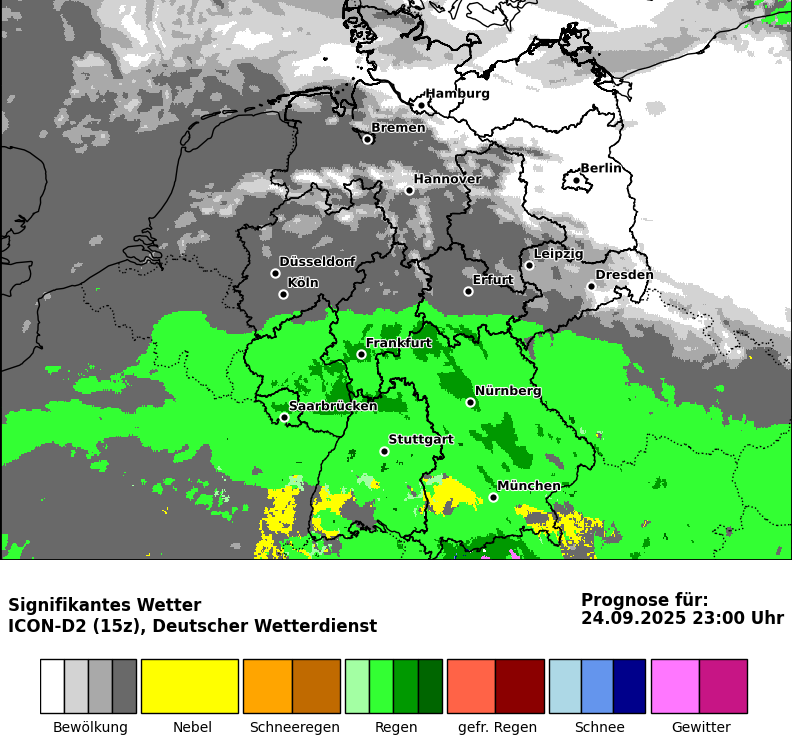 Hamburg
Bremen
Berlin
Hannover
Leipzig
Düsseldorf
Dresden
Köln
Erfurt
Frankfurt
Nürnberg
Saarbrücken
Stuttgart
München
Signifikantes Wetter
ICON-D2 (15z), Deutscher Wetterdienst
Prognose für:
24.09.2025 23:00 Uhr
Bewölkung
Nebel
Schneeregen
Regen
gefr. Regen
Schnee
Gewitter